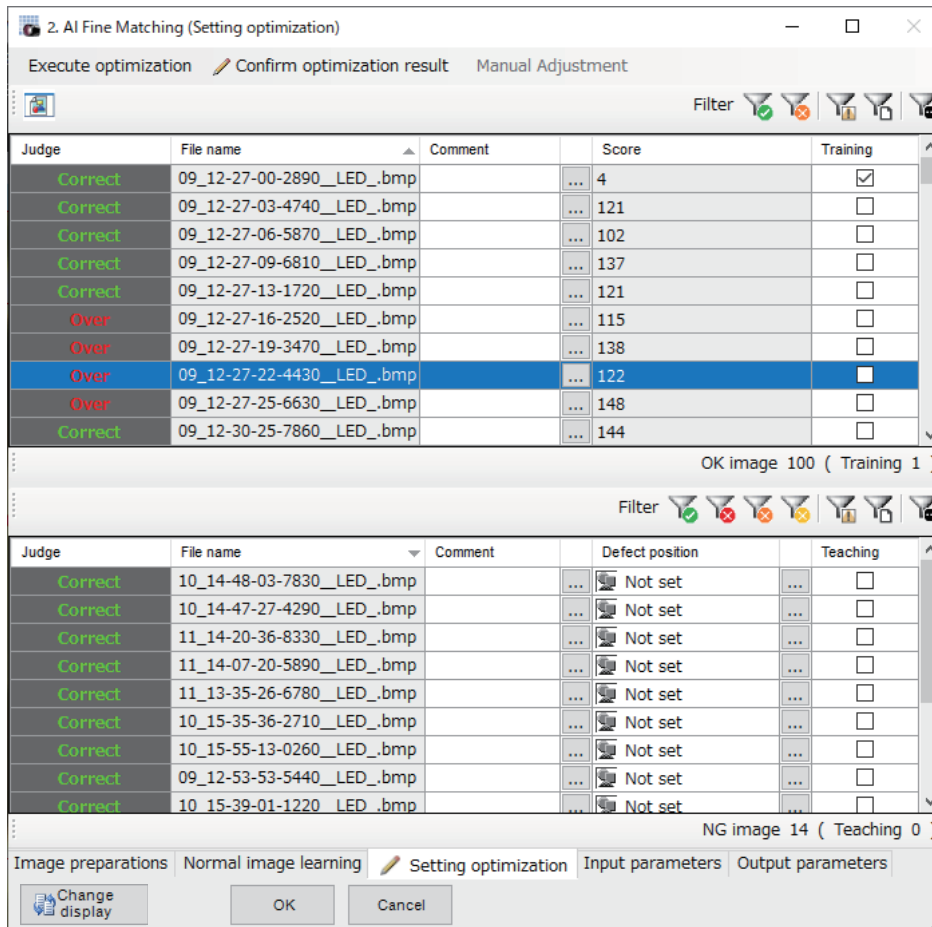 2. AI Fine Matching (Setting optimization)
Execute optimization Confirm optimization result Manual Adjustment
Filter
Judge File name Comment Score Training
Correct 09_12-27-00-2890__LED_.bmp ... 4
Correct 09_12-27-03-4740__LED_.bmp ... 121
Correct 09_12-27-06-5870__LED_.bmp ... 102
Correct 09_12-27-09-6810__LED_.bmp ... 137
Correct 09_12-27-13-1720__LED_.bmp ... 121
Over 09_12-27-16-2520__LED_.bmp ... 115
Over 09_12-27-19-3470__LED_.bmp ... 138
Over 09_12-27-22-4430__LED_.bmp ... 122
Over 09_12-27-25-6630__LED_.bmp ... 148
Correct 09_12-30-25-7860__LED_.bmp ... 144
OK image 100 ( Training 1 )
Filter
Judge File name Comment Defect position Teaching
Correct 10_14-48-03-7830__LED_.bmp ... Not set ...
Correct 10_14-47-27-4290__LED_.bmp ... Not set ...
Correct 11_14-20-36-8330__LED_.bmp ... Not set ...
Correct 11_14-07-20-5890__LED_.bmp ... Not set ...
Correct 11_13-35-26-6780__LED_.bmp ... Not set ...
Correct 10_15-35-36-2710__LED_.bmp ... Not set ...
Correct 10_15-55-13-0260__LED_.bmp ... Not set ...
Correct 09_12-53-53-5440__LED_.bmp ... Not set ...
Correct 10_15-39-01-1220__LED_.bmp ... Not set ...
NG image 14 ( Teaching 0 )
Image preparations Normal image learning Setting optimization Input parameters Output parameters
Change display OK Cancel